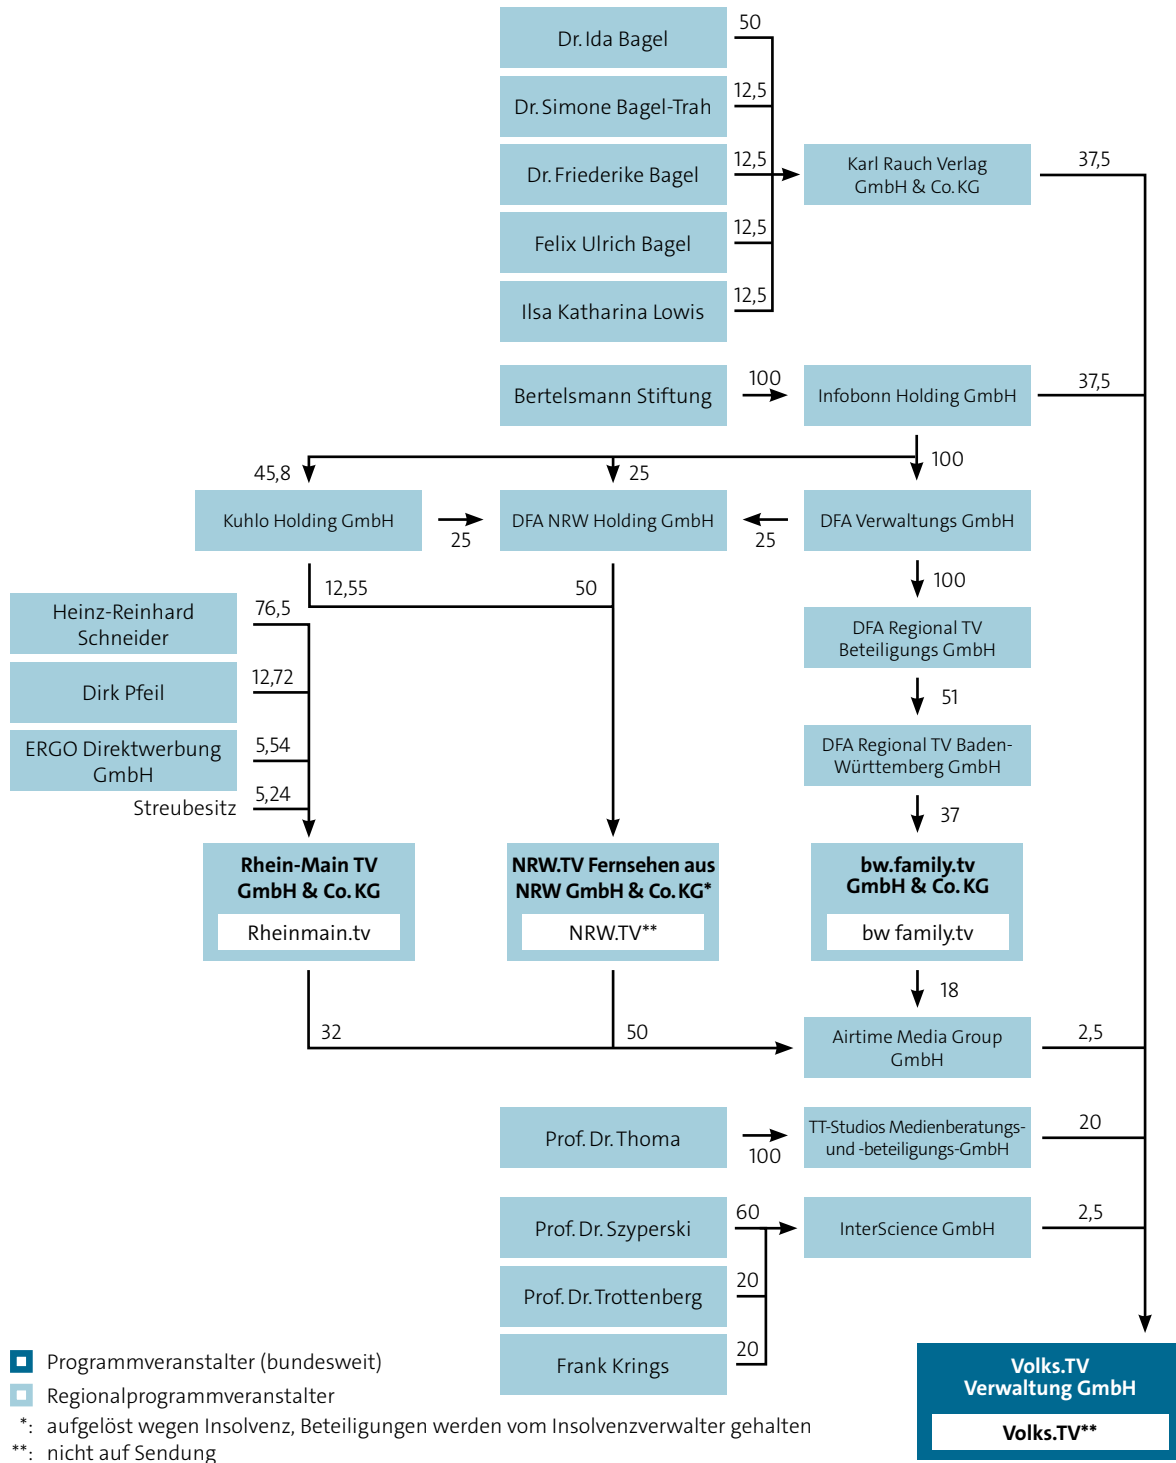 Dr. Ida Bagel
50
Dr. Simone Bagel-Trah
12,5
Dr. Friederike Bagel
12,5
Karl Rauch Verlag
GmbH & Co. KG
37,5
Felix Ulrich Bagel
12,5
Ilsa Katharina Lowis
12,5
Bertelsmann Stiftung
100
Infobonn Holding GmbH
37,5
45,8
25
100
Kuhlo Holding GmbH
25
DFA NRW Holding GmbH
25
DFA Verwaltungs GmbH
12,55
50
100
Heinz-Reinhard
Schneider
76,5
DFA Regional TV
Beteiligungs GmbH
Dirk Pfeil
12,72
51
ERGO Direktwerbung
GmbH
5,54
DFA Regional TV Baden-
Württemberg GmbH
Streubesitz
5,24
37
Rhein-Main TV
GmbH & Co. KG
Rheinmain.tv
NRW.TV Fernsehen aus
NRW GmbH & Co. KG*
NRW.TV**
bw.family.tv
GmbH & Co. KG
bw family.tv
18
32
50
Airtime Media Group
GmbH
2,5
Prof. Dr. Thoma
100
TT-Studios Medienberatungs-
und -beteiligungs-GmbH
20
Prof. Dr. Szyperski
60
InterScience GmbH
2,5
Prof. Dr. Trottenberg
20
Frank Krings
20
Programmveranstalter (bundesweit)
Regionalprogrammveranstalter
*: aufgelöst wegen Insolvenz, Beteiligungen werden vom Insolvenzverwalter gehalten
**: nicht auf Sendung
Volks.TV
Verwaltung GmbH
Volks.TV**